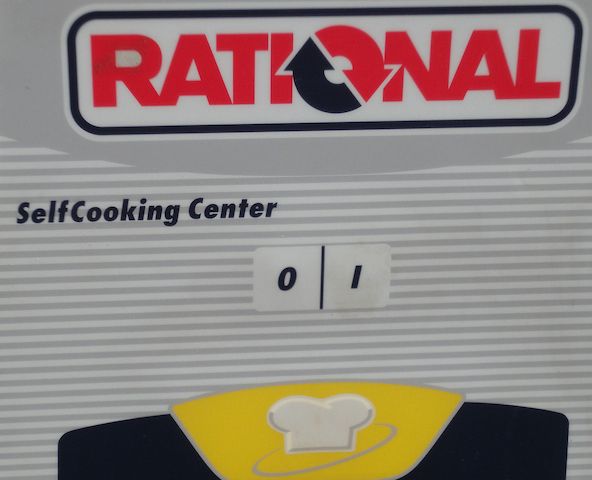 RATIONAL
SelfCooking Center
0 I